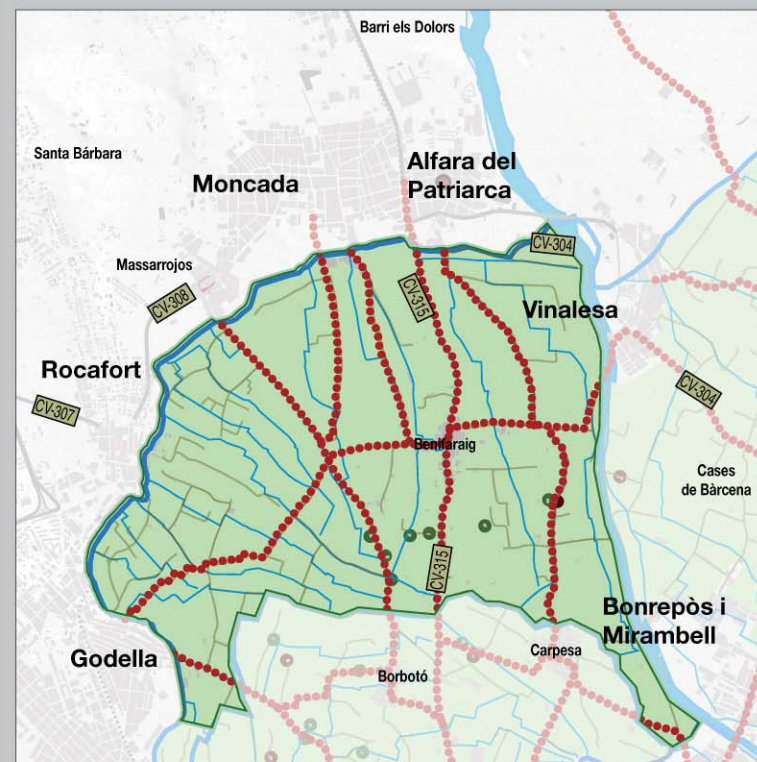 Barri els Dolors
Santa Bárbara
Alfara del
Patriarca
Moncada
CV-304
Massarrojos
CV-308
CV-315
Vinalesa
Rocafort
CV-304
CV-307
Benifaraig
Cases
de Bàrcena
CV-315
Bonrepòs i
Mirambell
Godella
Carpesa
Borbotó